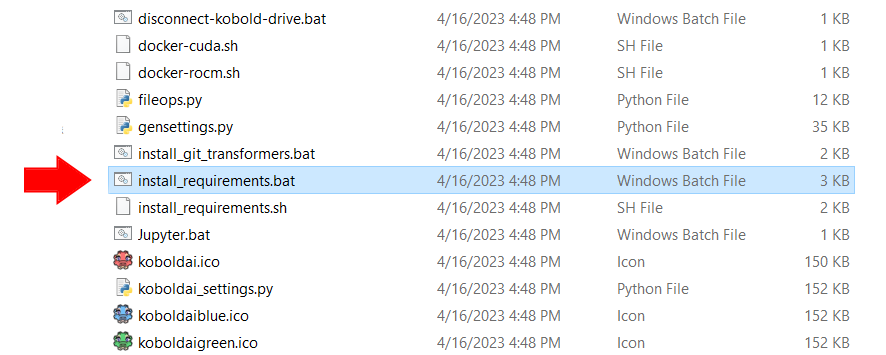 disconnect-kobold-drive.bat 4/16/2023 4:48 PM Windows Batch File 1 KB
docker-cuda.sh 4/16/2023 4:48 PM SH File 1 KB
docker-rocm.sh 4/16/2023 4:48 PM SH File 1 KB
fileops.py 4/16/2023 4:48 PM Python File 12 KB
gensettings.py 4/16/2023 4:48 PM Python File 35 KB
install_git_transformers.bat 4/16/2023 4:48 PM Windows Batch File 2 KB
install_requirements.bat 4/16/2023 4:48 PM Windows Batch File 3 KB
install_requirements.sh 4/16/2023 4:48 PM SH File 2 KB
Jupyter.bat 4/16/2023 4:48 PM Windows Batch File 1 KB
koboldai.ico 4/16/2023 4:48 PM Icon 150 KB
koboldai_settings.py 4/16/2023 4:48 PM Python File 152 KB
koboldaiblue.ico 4/16/2023 4:48 PM Icon 152 KB
koboldaigreen.ico 4/16/2023 4:48 PM Icon 152 KB